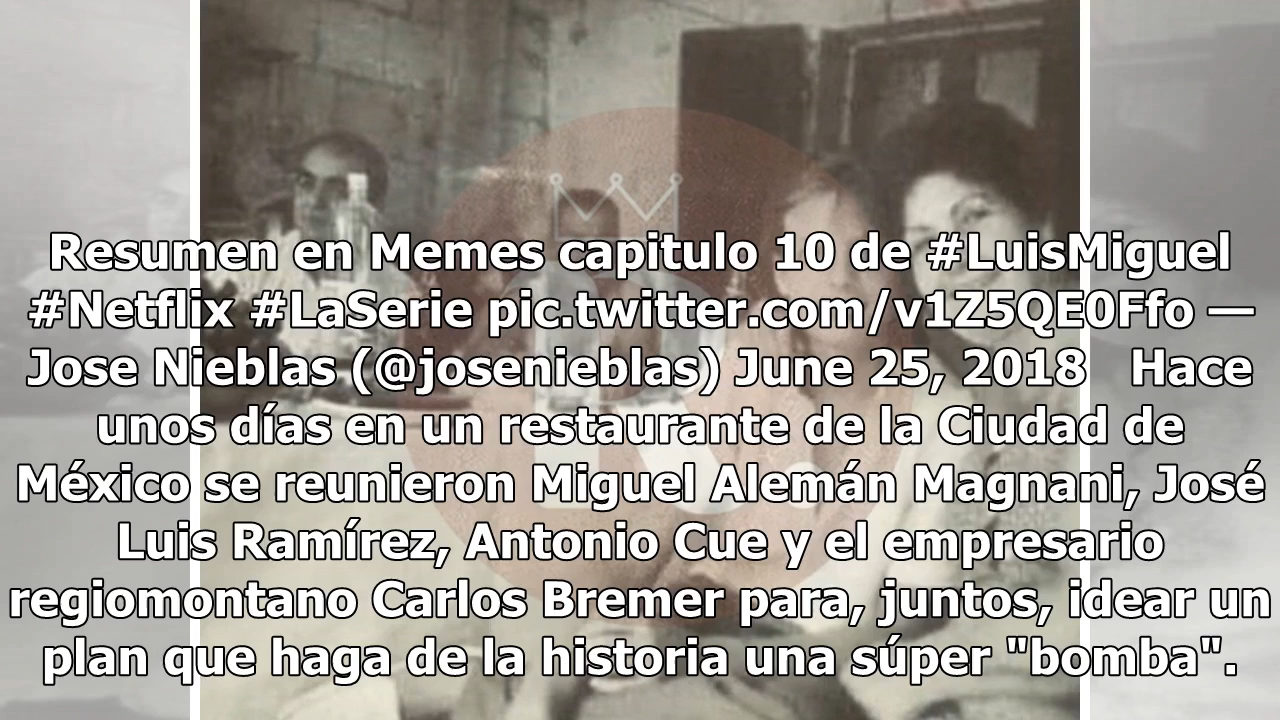 Resumen en Memes capitulo 10 de #LuisMiguel
#Netflix #LaSerie pic.twitter.com/v1Z5QE0Ffo —
Jose Nieblas (@josenieblas) June 25, 2018 Hace
unos días en un restaurante de la Ciudad de
México se reunieron Miguel Alemán Magnani, José
Luis Ramírez, Antonio Cue y el empresario
regiomontano Carlos Bremer para, juntos, idear un
plan que haga de la historia una súper "bomba".